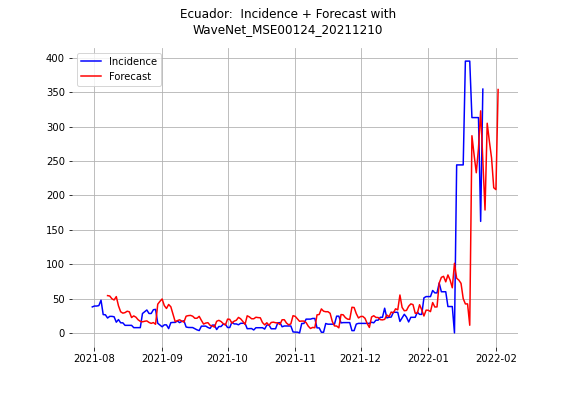 Ecuador:  Incidence + Forecast with
WaveNet_MSE00124_20211210
Incidence
Forecast
400
350
300
250
200
150
100
50
0
2021-08 2021-09 2021-10 2021-11 2021-12 2022-01 2022-02